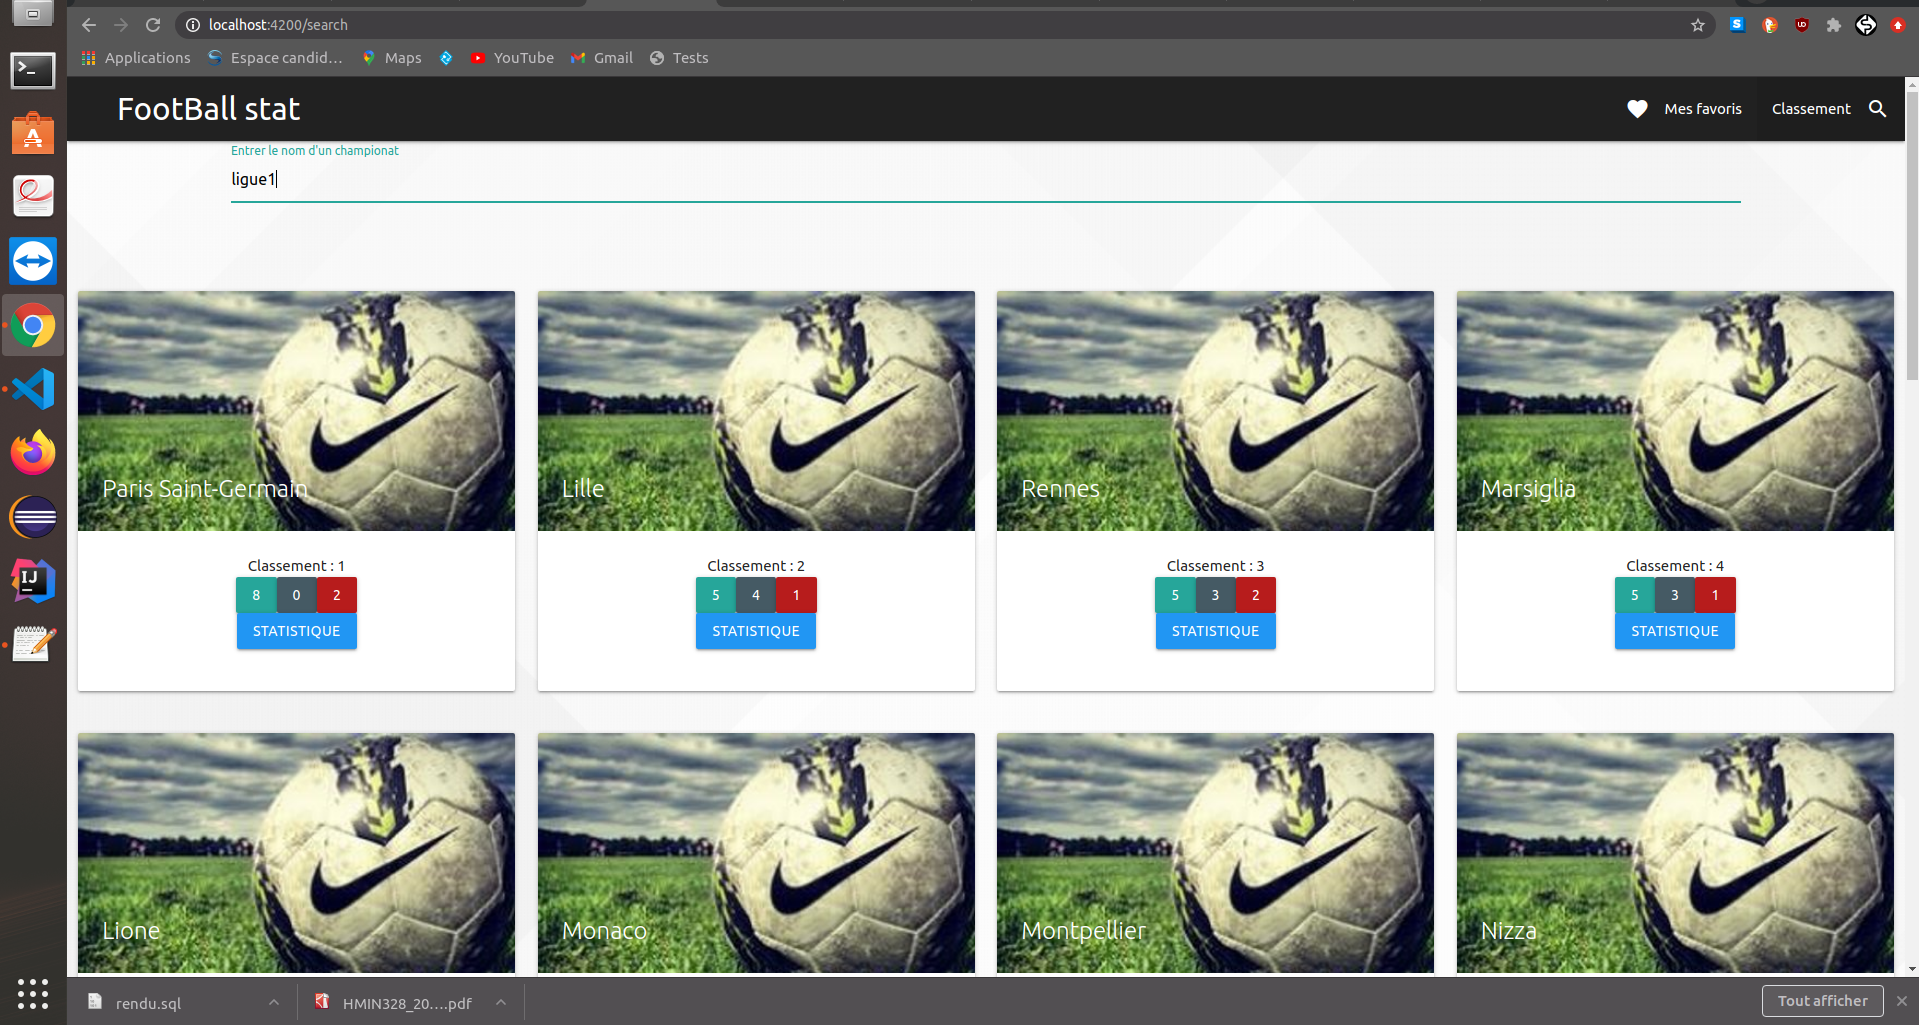 localhost:4200/search
Applications
Espace candid...
Maps
YouTube
Gmail
Tests
FootBall stat
Mes favoris
Classement
Entrer le nom d'un championat
ligue1
Paris Saint-Germain
Classement : 1
8 0 2
STATISTIQUE
Lille
Classement : 2
5 4 1
STATISTIQUE
Rennes
Classement : 3
5 3 2
STATISTIQUE
Marsiglia
Classement : 4
5 3 1
STATISTIQUE
Lione
Monaco
Montpellier
Nizza
rendu.sql
HMIN328_20....pdf
Tout afficher